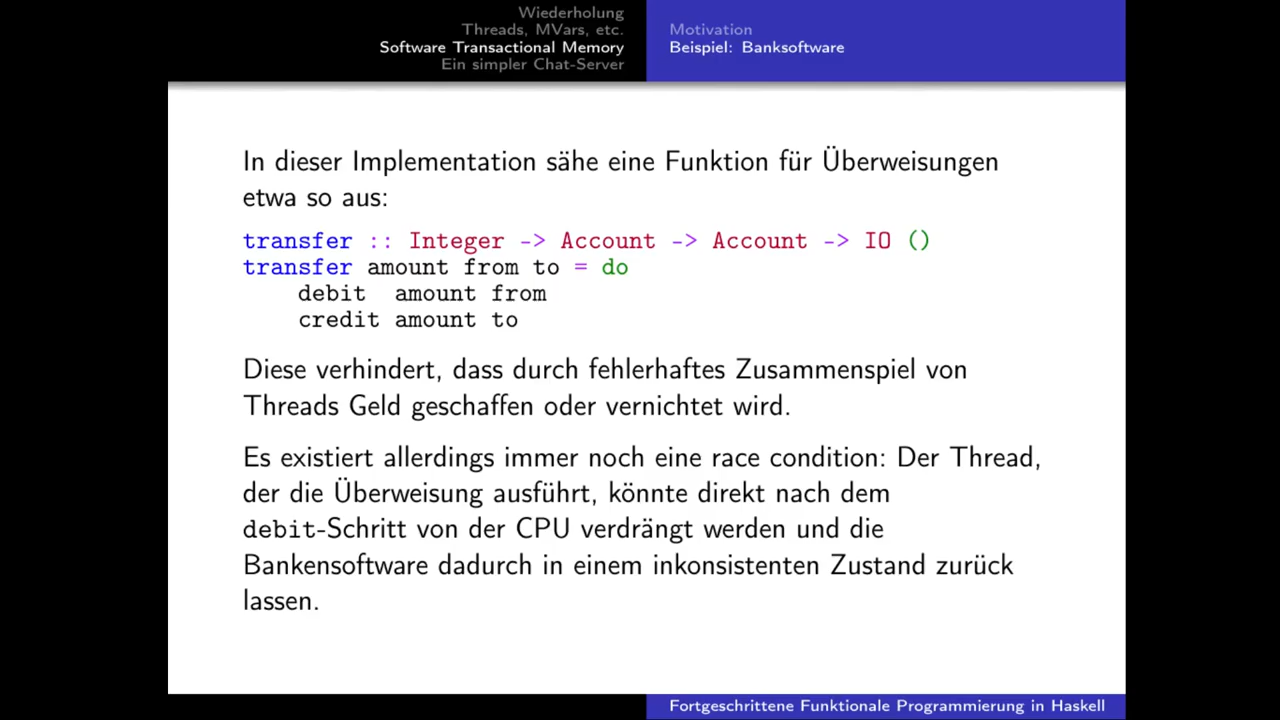 Wiederholung
Threads, MVars, etc.
Software Transactional Memory
Ein simpler Chat-Server
Motivation
Beispiel: Banksoftware
In dieser Implementation sähe eine Funktion für Überweisungen
etwa so aus:
transfer :: Integer -> Account -> Account -> IO ()
transfer amount from to = do
    debit  amount from
    credit amount to
Diese verhindert, dass durch fehlerhaftes Zusammenspiel von
Threads Geld geschaffen oder vernichtet wird.
Es existiert allerdings immer noch eine race condition: Der Thread,
der die Überweisung ausführt, könnte direkt nach dem
debit-Schritt von der CPU verdrängt werden und die
Bankensoftware dadurch in einem inkonsistenten Zustand zurück
lassen.
Fortgeschrittene Funktionale Programmierung in Haskell